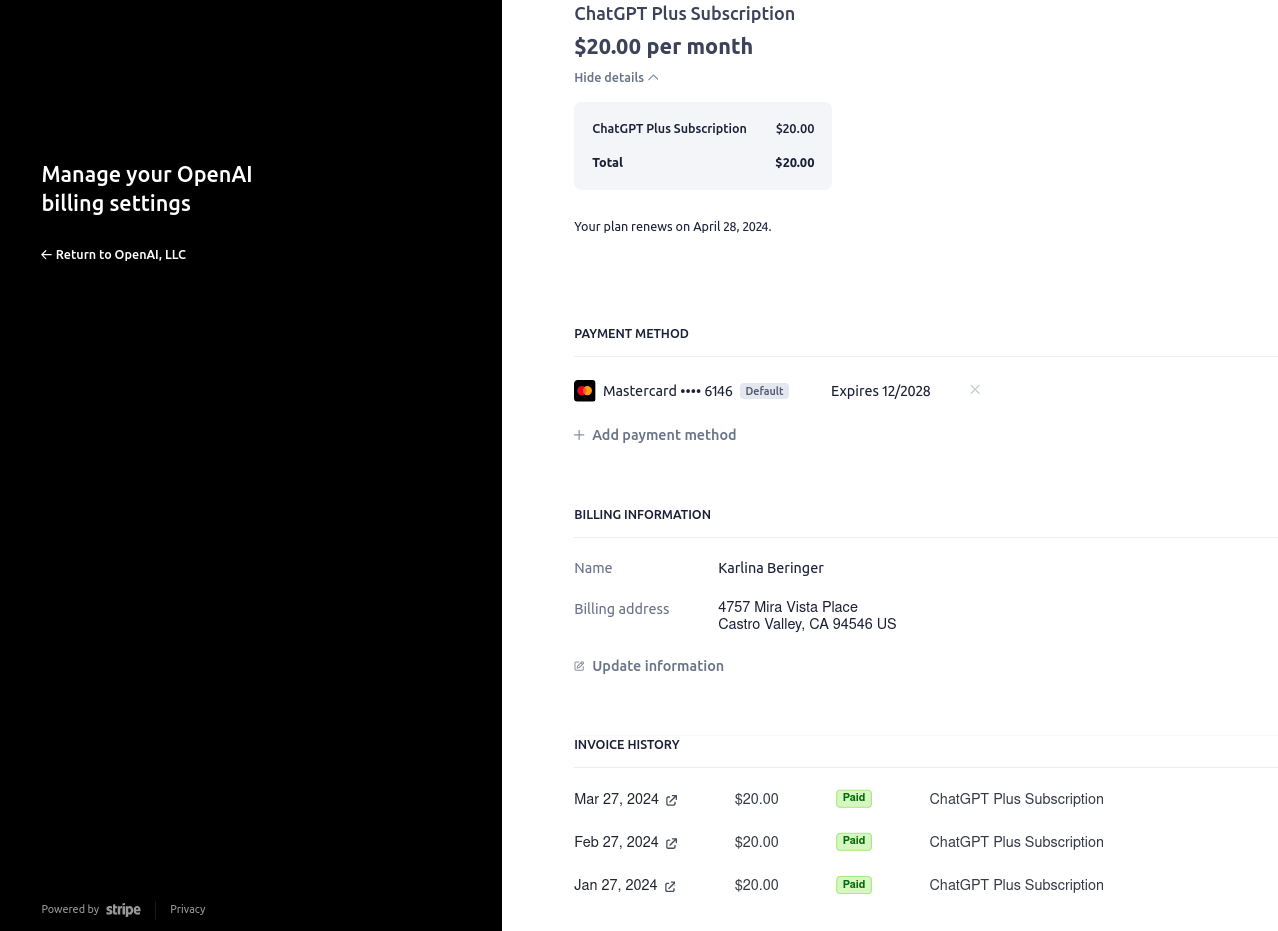 Manage your OpenAI
billing settings
Return to OpenAI, LLC
Powered by stripe Privacy
ChatGPT Plus Subscription
$20.00 per month
Hide details
ChatGPT Plus Subscription $20.00
Total $20.00
Your plan renews on April 28, 2024.
PAYMENT METHOD
Mastercard •••• 6146 Default Expires 12/2028
Add payment method
BILLING INFORMATION
Name Karlina Beringer
Billing address 4757 Mira Vista Place
Castro Valley, CA 94546 US
Update information
INVOICE HISTORY
Mar 27, 2024 $20.00 Paid ChatGPT Plus Subscription
Feb 27, 2024 $20.00 Paid ChatGPT Plus Subscription
Jan 27, 2024 $20.00 Paid ChatGPT Plus Subscription